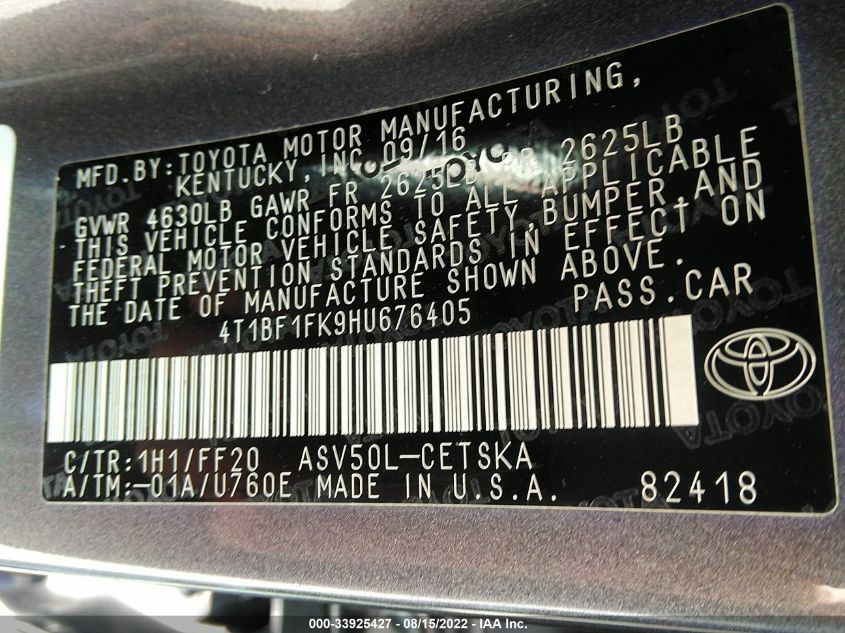 MFD.BY:TOYOTA MOTOR MANUFACTURING,
KENTUCKY, INC 09/16
GVWR 4630LB GAWR FR 2625LB RR 2625LB
THIS VEHICLE CONFORMS TO ALL APPLICABLE
FEDERAL MOTOR VEHICLE SAFETY,BUMPER,AND
THEFT PREVENTION STANDARDS IN EFFECT ON
THE DATE OF MANUFACTURE SHOWN ABOVE.
4T1BF1FK9HU676405 PASS.CAR
C/TR:1H1/FF20 ASV50L-CETSKA
A/TM:-01A/U760E MADE IN U.S.A. 82418
TOYOTA
000-33925427 - 08/15/2022 - IAA Inc.